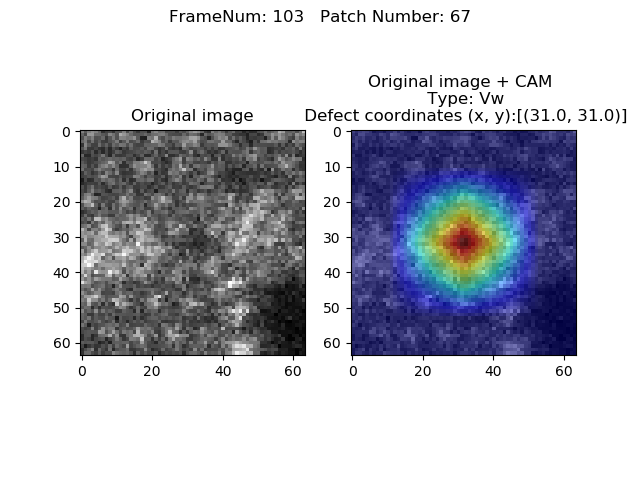 FrameNum: 103   Patch Number: 67
Original image
0
10
20
30
40
50
60
0 20 40 60
Original image + CAM
Type: Vw
Defect coordinates (x, y):[(31.0, 31.0)]
0
10
20
30
40
50
60
0 20 40 60